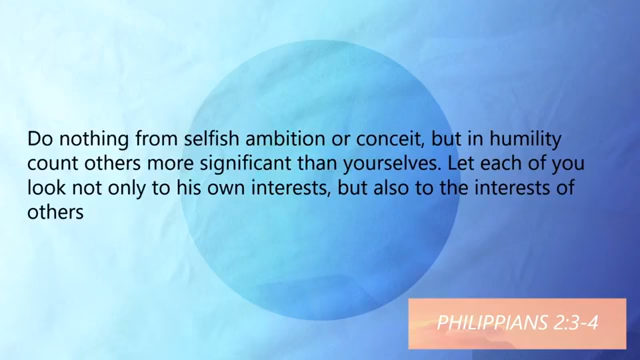 Do nothing from selfish ambition or conceit, but in humility
count others more significant than yourselves. Let each of you
look not only to his own interests, but also to the interests of
others
PHILIPPIANS 2:3-4